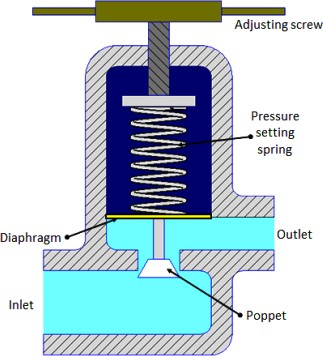 Adjusting screw
Pressure
setting
spring
Diaphragm
Outlet
Inlet
Poppet